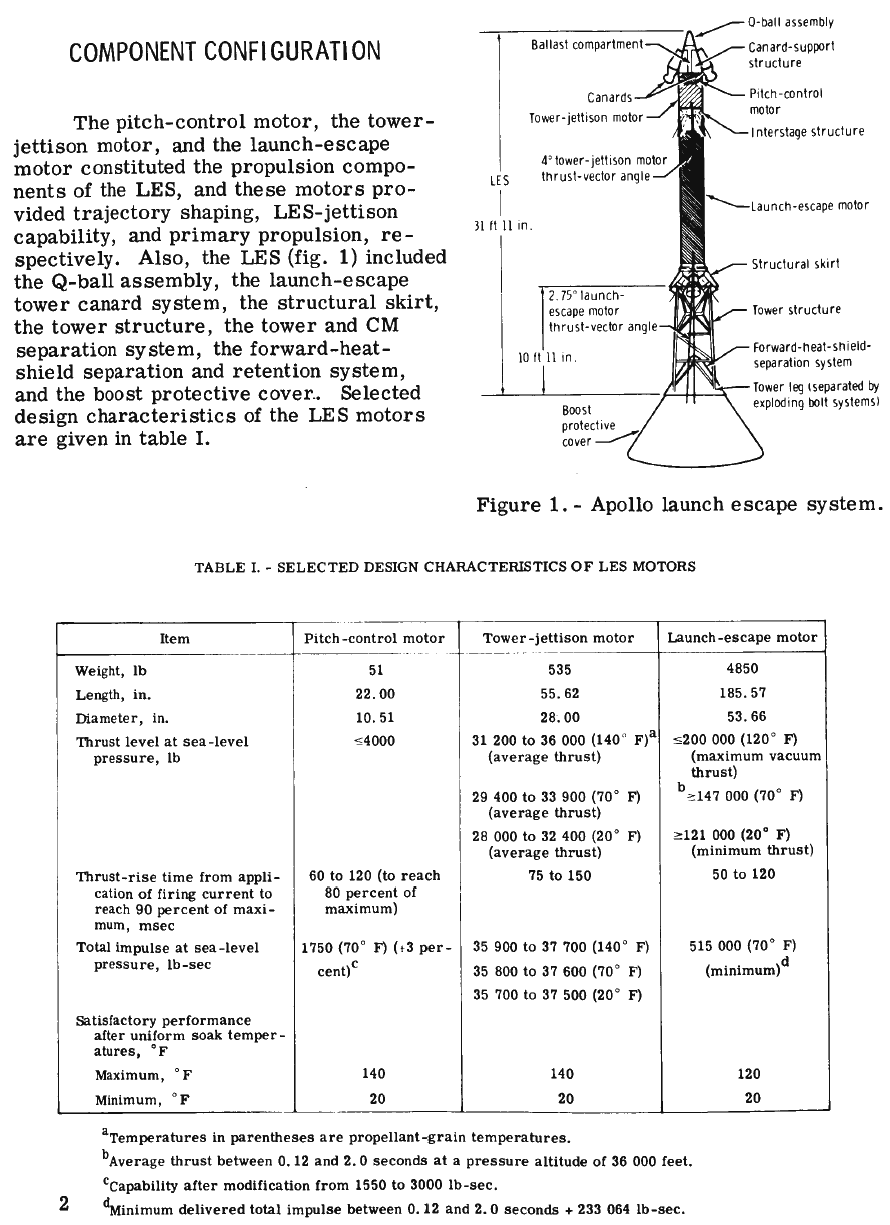 COMPONENT CONFIGURATION
The pitch-control motor, the tower-
jettison motor, and the launch-escape
motor constituted the propulsion compo-
nents of the LES, and these motors pro-
vided trajectory shaping, LES-jettison
capability, and primary propulsion, re-
spectively. Also, the LES (fig. 1) included
the Q-ball assembly, the launch-escape
tower canard system, the structural skirt,
the tower structure, the tower and CM
separation system, the forward-heat-
shield separation and retention system,
and the boost protective cover. Selected
design characteristics of the LES motors
are given in table I.
Q-ball assembly
Ballast compartment
Canard-support
structure
Canards
Pitch-control
motor
Tower-jettison motor
Interstage structure
4° tower-jettison motor
thrust-vector angle
LES
31 ft 11 in.
Launch-escape motor
Structural skirt
2.75° launch-
escape motor
thrust-vector angle
Tower structure
10 ft 11 in.
Forward-heat-shield-
separation system
Tower leg (separated by
exploding bolt systems)
Boost
protective
cover
Figure 1. - Apollo launch escape system.
TABLE I. - SELECTED DESIGN CHARACTERISTICS OF LES MOTORS
Item Pitch-control motor Tower-jettison motor Launch-escape motor
Weight, lb 51 535 4850
Length, in. 22.00 55.62 185.57
Diameter, in. 10.51 28.00 53.66
Thrust level at sea-level ≤4000 31 200 to 36 000 (140° F)a ≤200 000 (120° F)
pressure, lb (average thrust) (maximum vacuum
thrust)
29 400 to 33 900 (70° F) b≥147 000 (70° F)
(average thrust)
28 000 to 32 400 (20° F) ≥121 000 (20° F)
(average thrust) (minimum thrust)
Thrust-rise time from appli- 60 to 120 (to reach 75 to 150 50 to 120
cation of firing current to 80 percent of
reach 90 percent of maxi- maximum)
mum, msec
Total impulse at sea-level 1750 (70° F) (±3 per- 35 900 to 37 700 (140° F) 515 000 (70° F)
pressure, lb-sec cent)c 35 800 to 37 600 (70° F) (minimum)d
35 700 to 37 500 (20° F)
Satisfactory performance
after uniform soak temper-
atures, °F
Maximum, °F 140 140 120
Minimum, °F 20 20 20
aTemperatures in parentheses are propellant-grain temperatures.
bAverage thrust between 0.12 and 2.0 seconds at a pressure altitude of 36 000 feet.
cCapability after modification from 1550 to 3000 lb-sec.
dMinimum delivered total impulse between 0.12 and 2.0 seconds + 233 064 lb-sec.
2